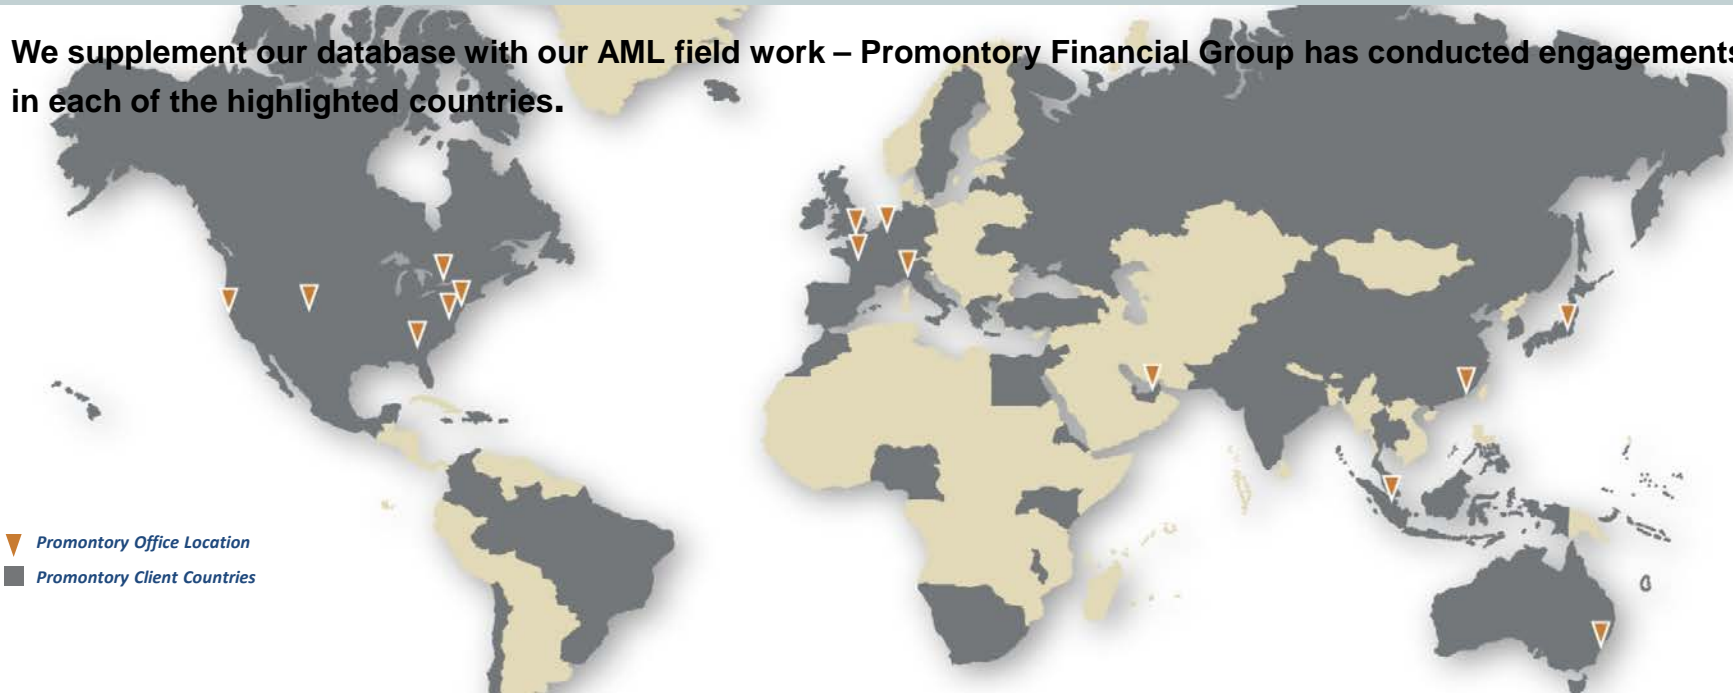 We supplement our database with our AML field work – Promontory Financial Group has conducted engagements
in each of the highlighted countries.
Promontory Office Location
Promontory Client Countries